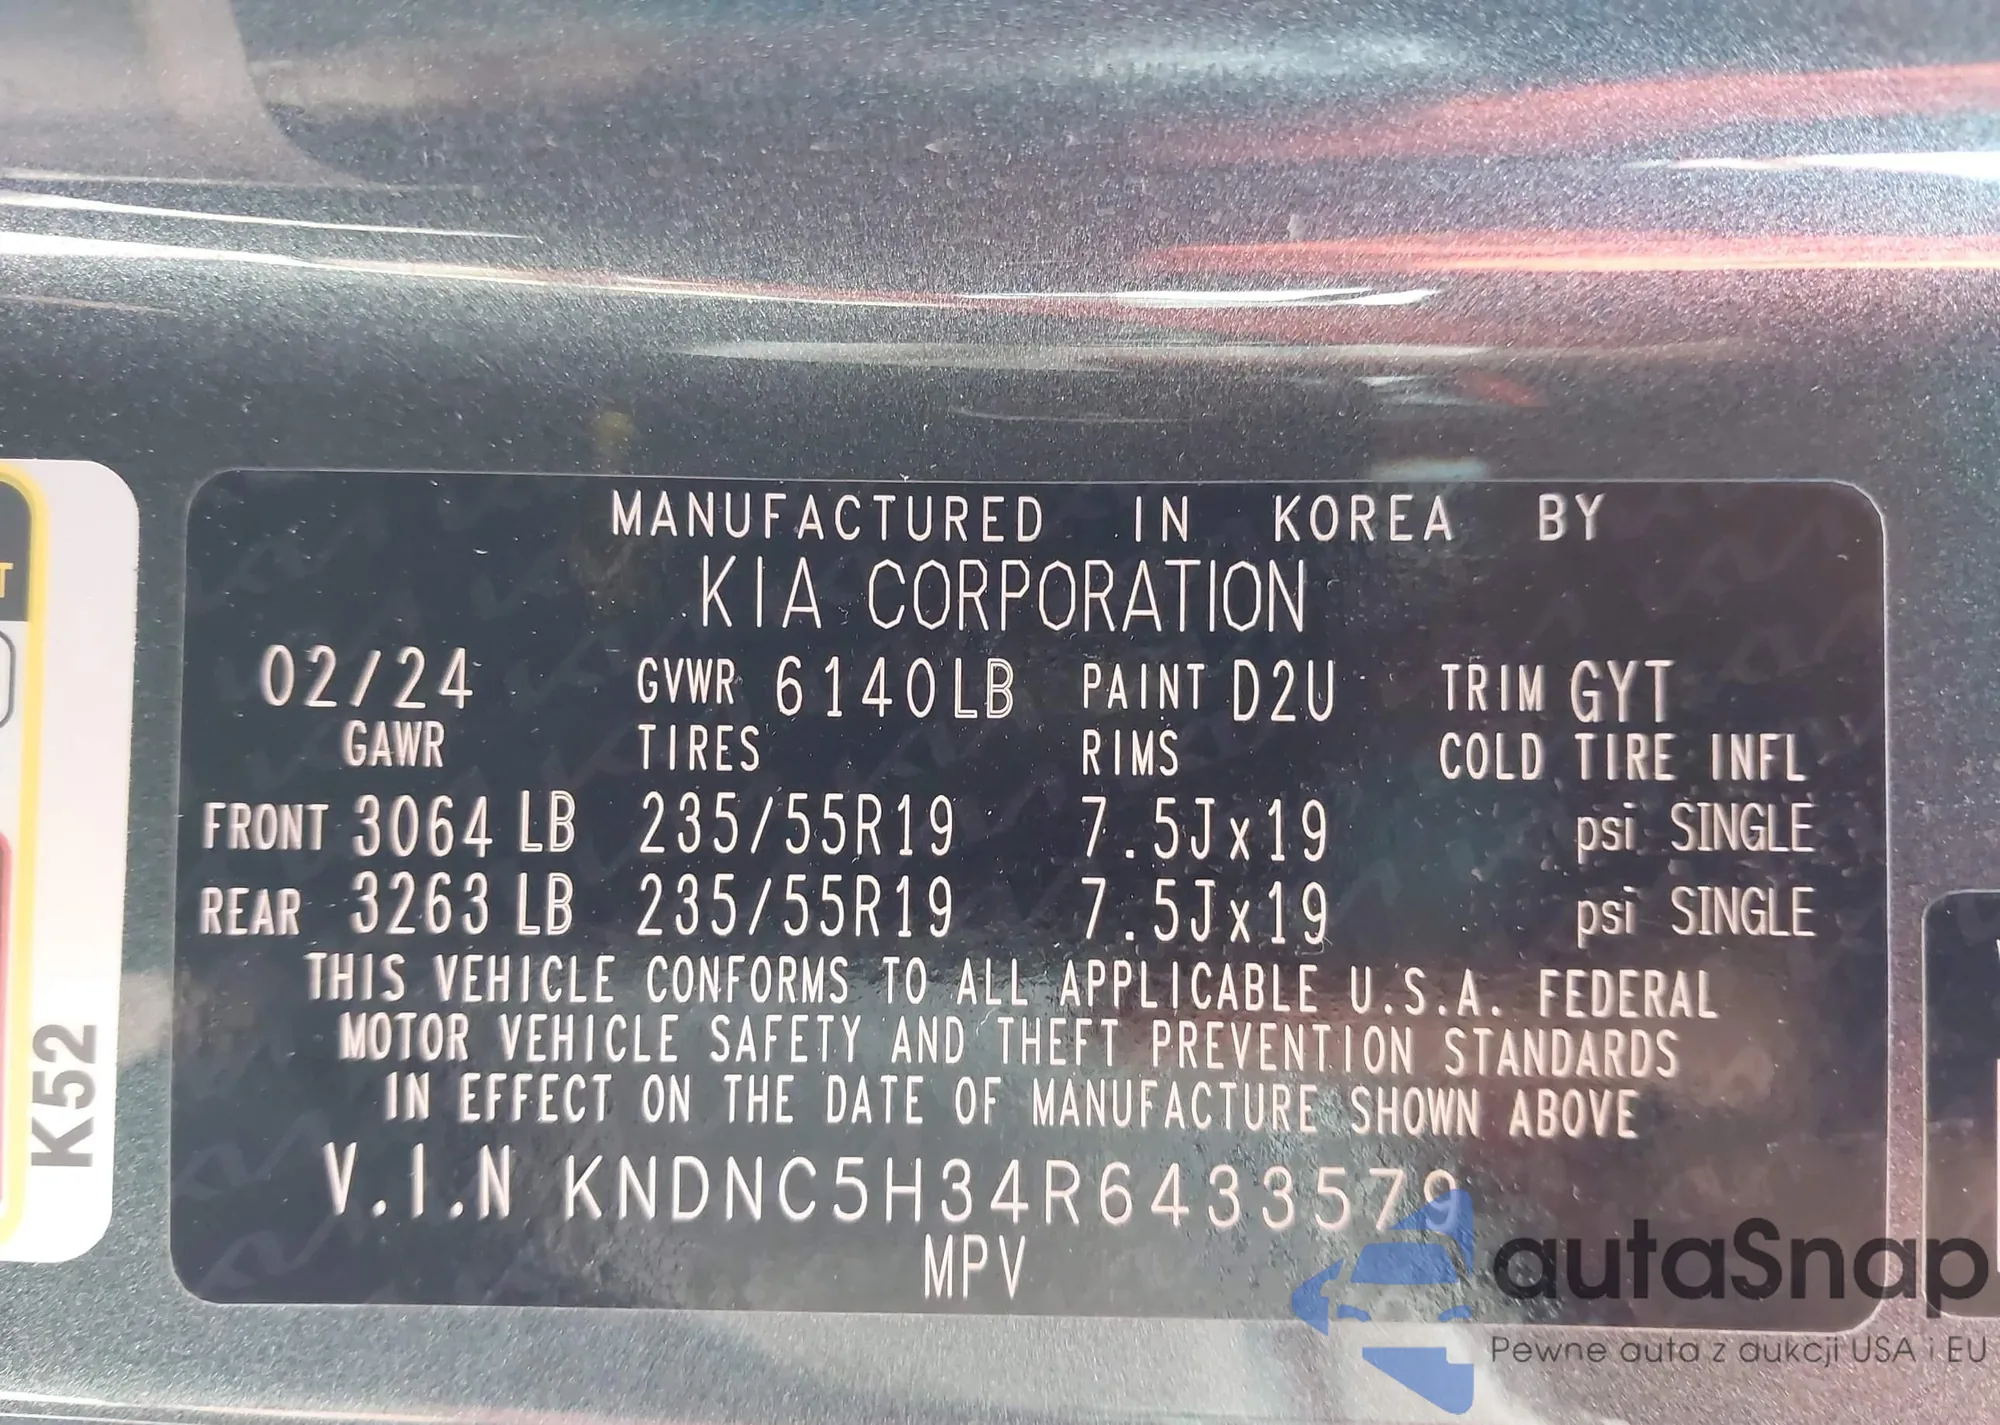 MANUFACTURED IN KOREA BY
KIA CORPORATION
02/24 GVWR 6140LB PAINT D2U TRIM GYT
GAWR TIRES RIMS COLD TIRE INFL
FRONT 3064 LB 235/55R19 7.5Jx19 psi SINGLE
REAR 3263 LB 235/55R19 7.5Jx19 psi SINGLE
THIS VEHICLE CONFORMS TO ALL APPLICABLE U.S.A. FEDERAL
MOTOR VEHICLE SAFETY AND THEFT PREVENTION STANDARDS
IN EFFECT ON THE DATE OF MANUFACTURE SHOWN ABOVE
V.I.N KNDNC5H34R6433579
MPV
K52
autaSnap
Pewne auta z aukcji USA i EU